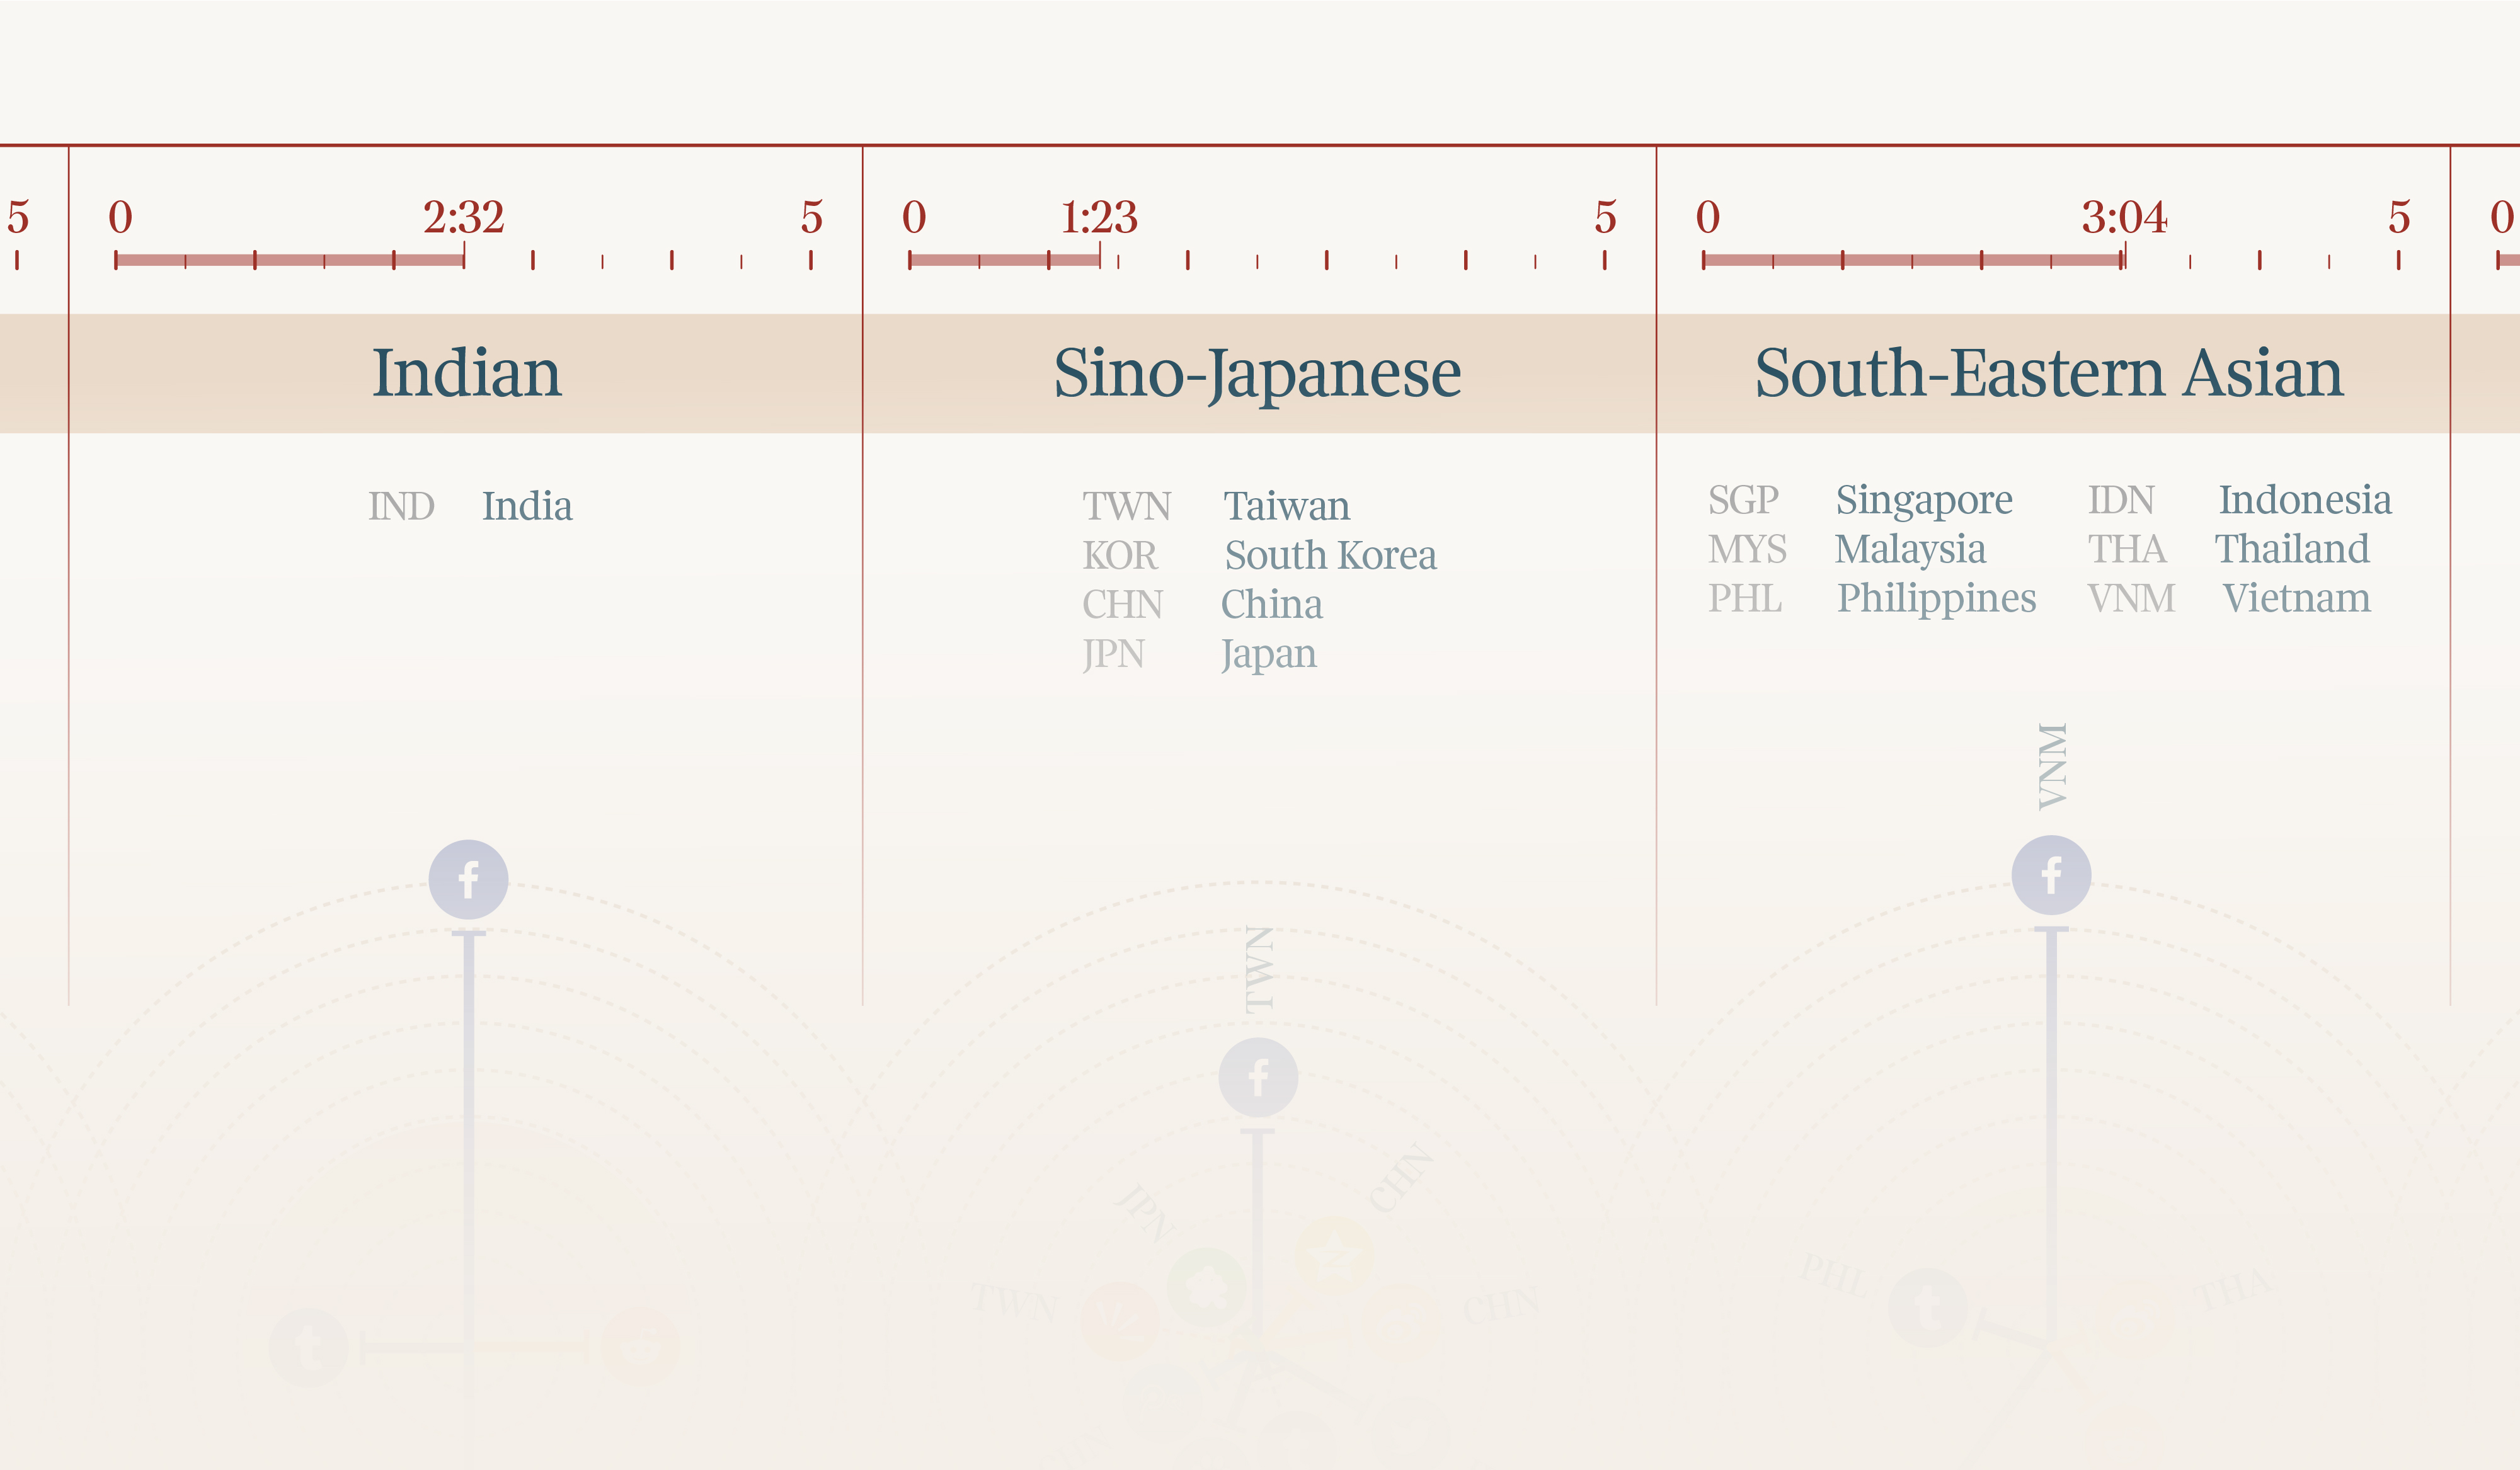 5
0 2:32 5
0 1:23 5
0 3:04 5
0
Indian
Sino-Japanese
South-Eastern Asian
IND India
TWN Taiwan
KOR South Korea
CHN China
JPN Japan
SGP Singapore IDN Indonesia
MYS Malaysia THA Thailand
PHL Philippines VNM Vietnam
VNM
f
f
TWN
f
CHN
JPN
TWN
CHN
PHL
THA
t
t